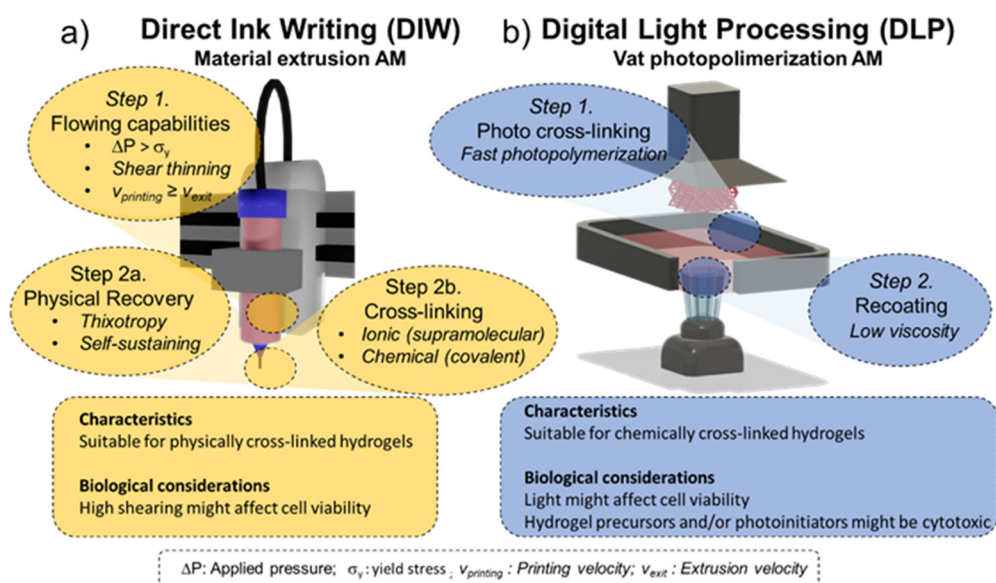 a)
Direct Ink Writing (DIW)
Material extrusion AM
Step 1.
Flowing capabilities
• ΔP > σy
• Shear thinning
• vprinting ≥ vexit
Step 2a.
Physical Recovery
• Thixotropy
• Self-sustaining
Step 2b.
Cross-linking
• Ionic (supramolecular)
• Chemical (covalent)
Characteristics
Suitable for physically cross-linked hydrogels
Biological considerations
High shearing might affect cell viability
b)
Digital Light Processing (DLP)
Vat photopolimerization AM
Step 1.
Photo cross-linking
Fast photopolymerization
Step 2.
Recoating
Low viscosity
Characteristics
Suitable for chemically cross-linked hydrogels
Biological considerations
Light might affect cell viability
Hydrogel precursors and/or photoinitiators might be cytotoxic.
ΔP: Applied pressure; σy: yield stress; vprinting : Printing velocity; vexit : Extrusion velocity